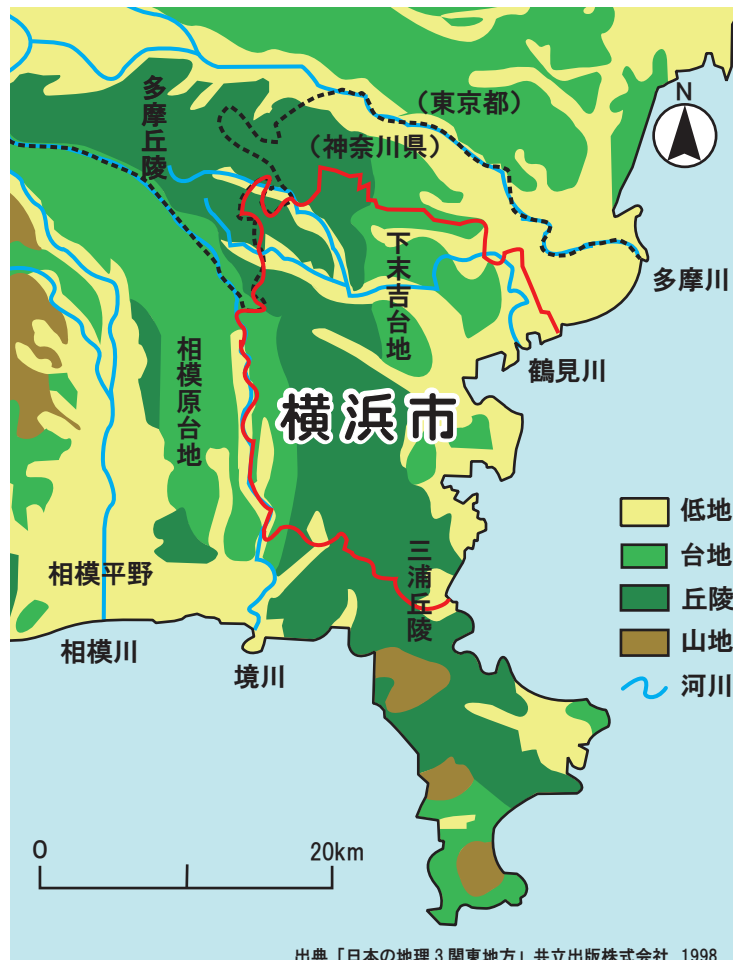 N
(東京都)
(神奈川県)
多摩丘陵
下末吉台地
多摩川
鶴見川
相模原台地
横浜市
低地
台地
丘陵
山地
河川
三浦丘陵
相模平野
相模川
境川
0
20km
出典「日本の地理3関東地方」共立出版株式会社 1998